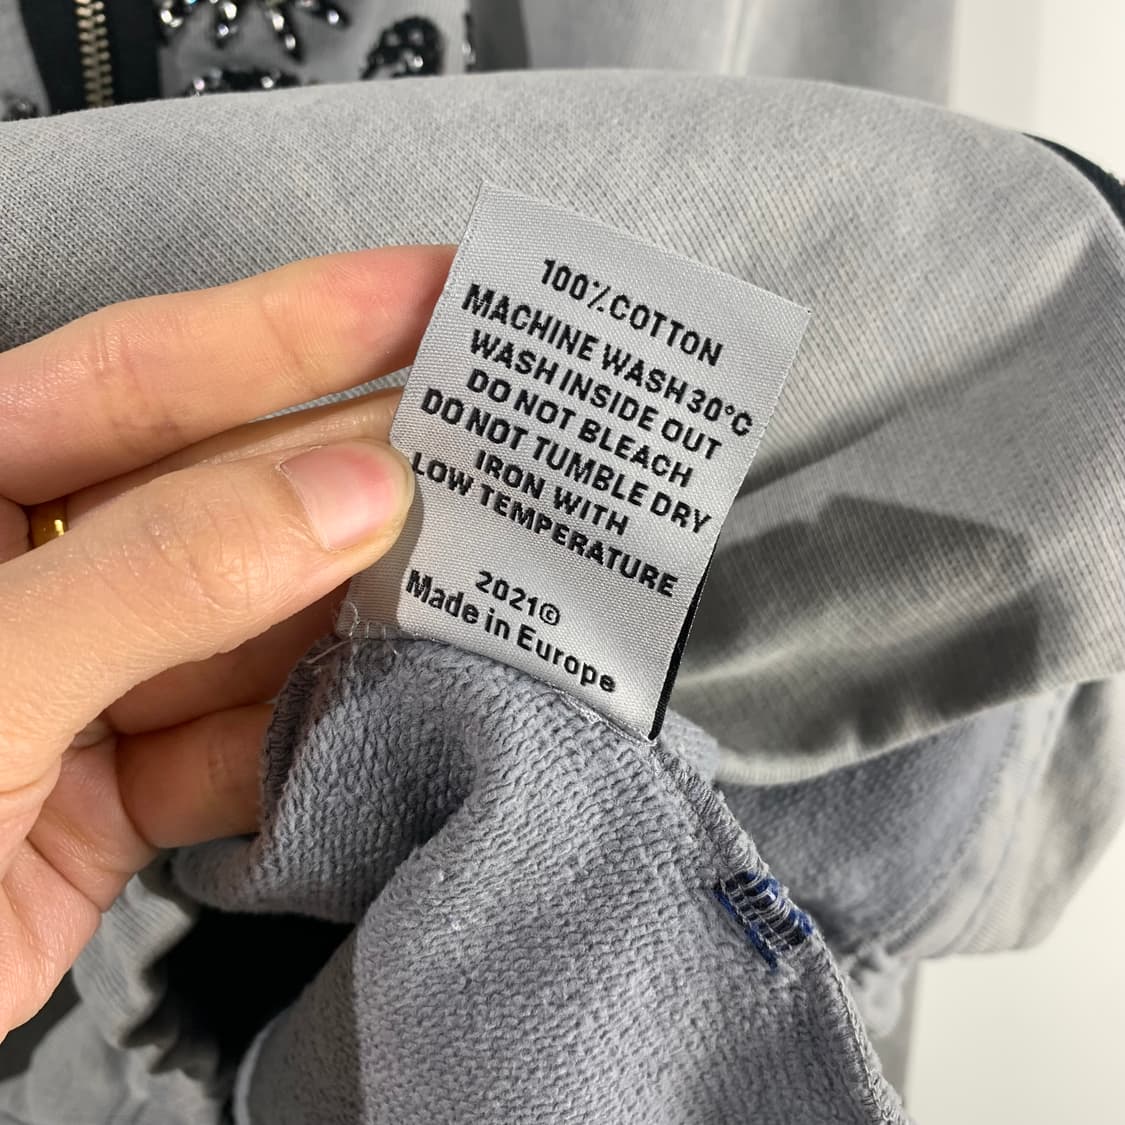 100%COTTON
MACHINE WASH 30°C
WASH INSIDE OUT
DO NOT BLEACH
DO NOT TUMBLE DRY
IRON WITH
LOW TEMPERATURE
2021©
Made in Europe